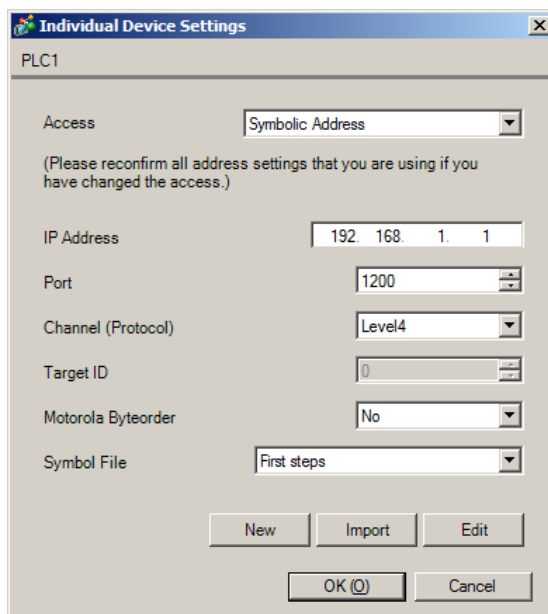 Individual Device Settings
PLC1
Access Symbolic Address
(Please reconfirm all address settings that you are using if you
have changed the access.)
IP Address 192. 168. 1. 1
Port 1200
Channel (Protocol) Level4
Target ID 0
Motorola Byteorder No
Symbol File First steps
New Import Edit
OK (O) Cancel